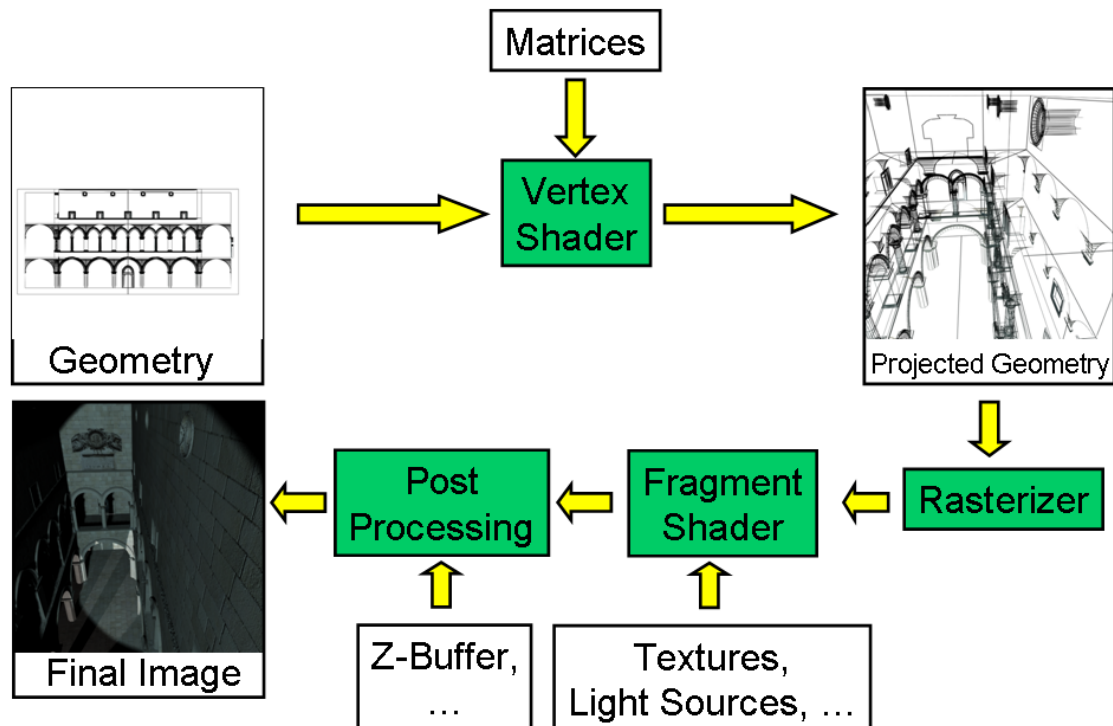 Matrices
Geometry
Vertex
Shader
Projected Geometry
Rasterizer
Fragment
Shader
Textures,
Light Sources, ...
Post
Processing
Z-Buffer,
...
Final Image